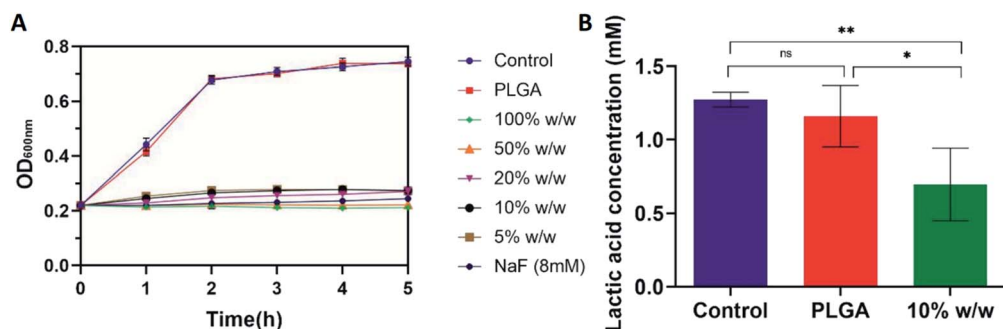 A
OD600nm
0.8
0.6
0.4
0.2
0.0
0 1 2 3 4 5
Time(h)
Control
PLGA
100% w/w
50% w/w
20% w/w
10% w/w
5% w/w
NaF (8mM)
B
Lactic acid concentration (mM)
1.5
1.0
0.5
0.0
**
ns
*
Control PLGA 10% w/w